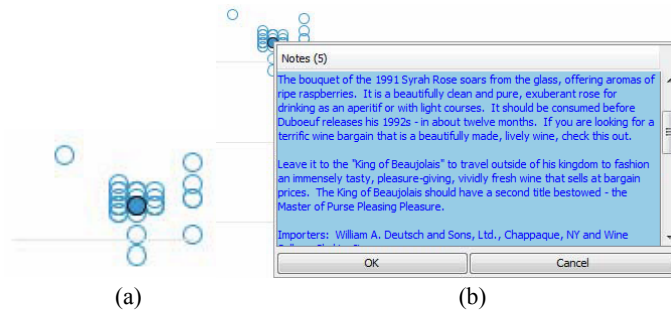 Notes (5)
The bouquet of the 1991 Syrah Rose soars from the glass, offering aromas of
ripe raspberries. It is a beautifully clean and pure, exuberant rose for
drinking as an aperitif or with light courses. It should be consumed before
Duboeuf releases his 1992s - in about twelve months. If you are looking for a
terrific wine bargain that is a beautifully made, lively wine, check this out.
Leave it to the "King of Beaujolais" to travel outside of his kingdom to fashion
an immensely tasty, pleasure-giving, vividly fresh wine that sells at bargain
prices. The King of Beaujolais should have a second title bestowed - the
Master of Purse Pleasing Pleasure.
Importers: William A. Deutsch and Sons, Ltd., Chappaque, NY and Wine
OK Cancel
(a) (b)